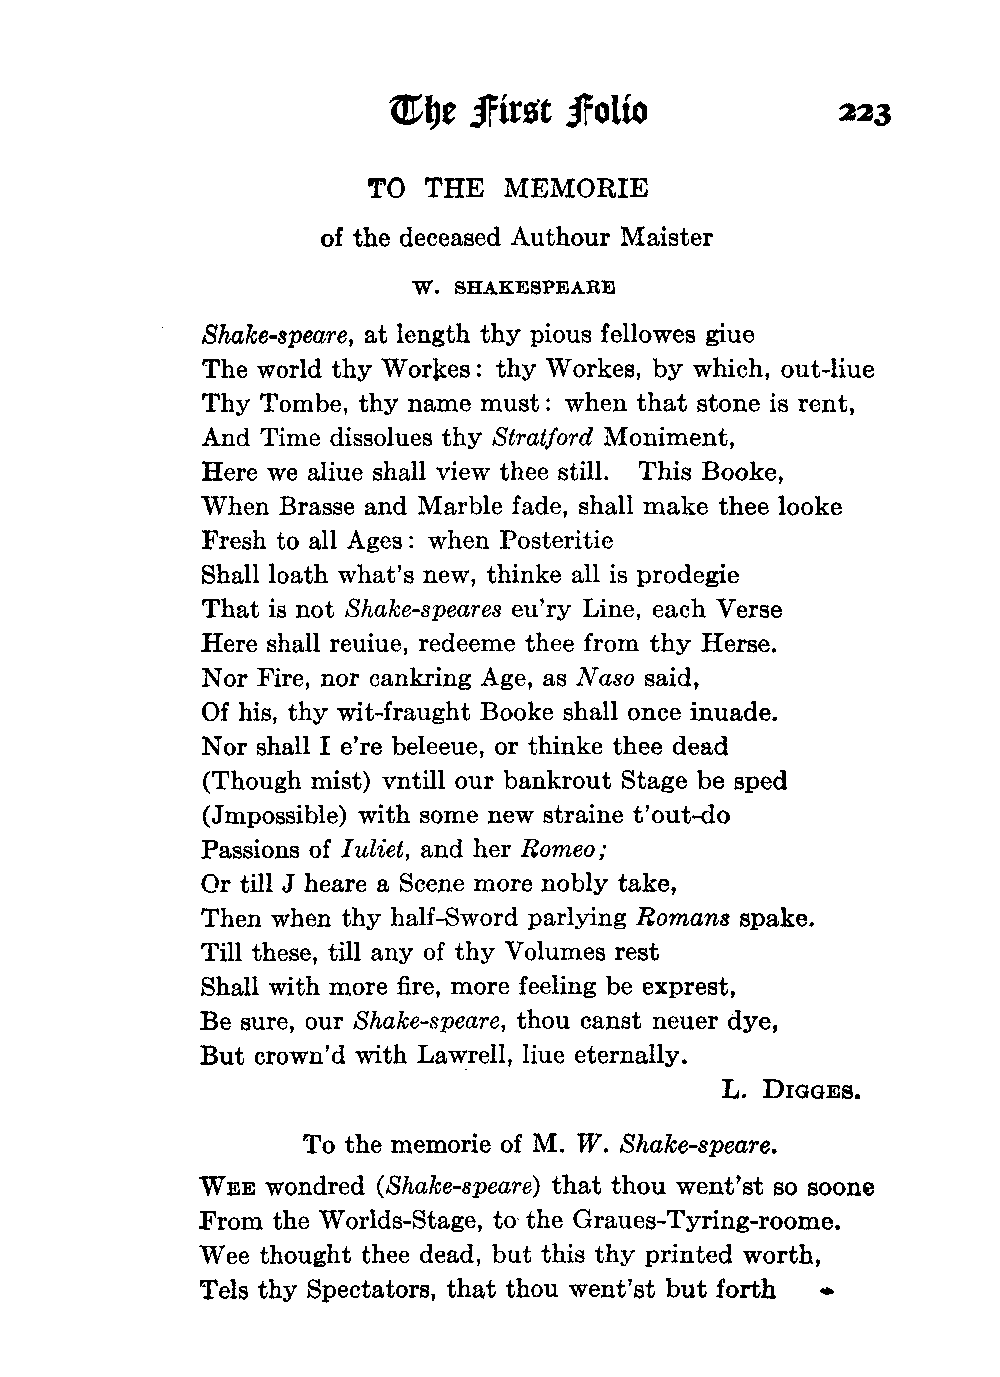 The First Folio 223
TO THE MEMORIE
of the deceased Authour Maister
W. SHAKESPEARE
Shake-speare, at length thy pious fellowes giue
The world thy Workes: thy Workes, by which, out-liue
Thy Tombe, thy name must: when that stone is rent,
And Time dissolues thy Stratford Moniment,
Here we aliue shall view thee still. This Booke,
When Brasse and Marble fade, shall make thee looke
Fresh to all Ages: when Posteritie
Shall loath what's new, thinke all is prodegie
That is not Shake-speares eu'ry Line, each Verse
Here shall reuiue, redeeme thee from thy Herse.
Nor Fire, nor cankring Age, as Naso said,
Of his, thy wit-fraught Booke shall once inuade.
Nor shall I e're beleeue, or thinke thee dead
(Though mist) vntill our bankrout Stage be sped
(Jmpossible) with some new straine t'out-do
Passions of Iuliet, and her Romeo;
Or till J heare a Scene more nobly take,
Then when thy half-Sword parlying Romans spake.
Till these, till any of thy Volumes rest
Shall with more fire, more feeling be exprest,
Be sure, our Shake-speare, thou canst neuer dye,
But crown'd with Lawrell, liue eternally.
L. DIGGES.
To the memorie of M. W. Shake-speare.
WEE wondred (Shake-speare) that thou went'st so soone
From the Worlds-Stage, to the Graues-Tyring-roome.
Wee thought thee dead, but this thy printed worth,
Tels thy Spectators, that thou went'st but forth